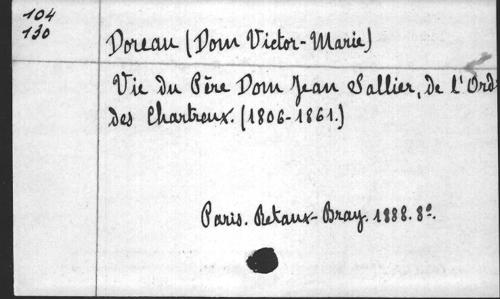 104
130
Doreau (Dom Victor-Marie)
Vie du Père Dom Jean Sallier, de l'Ord
des Chartreux. (1806-1861.)
Paris. Retaux-Bray. 1888. 8º.